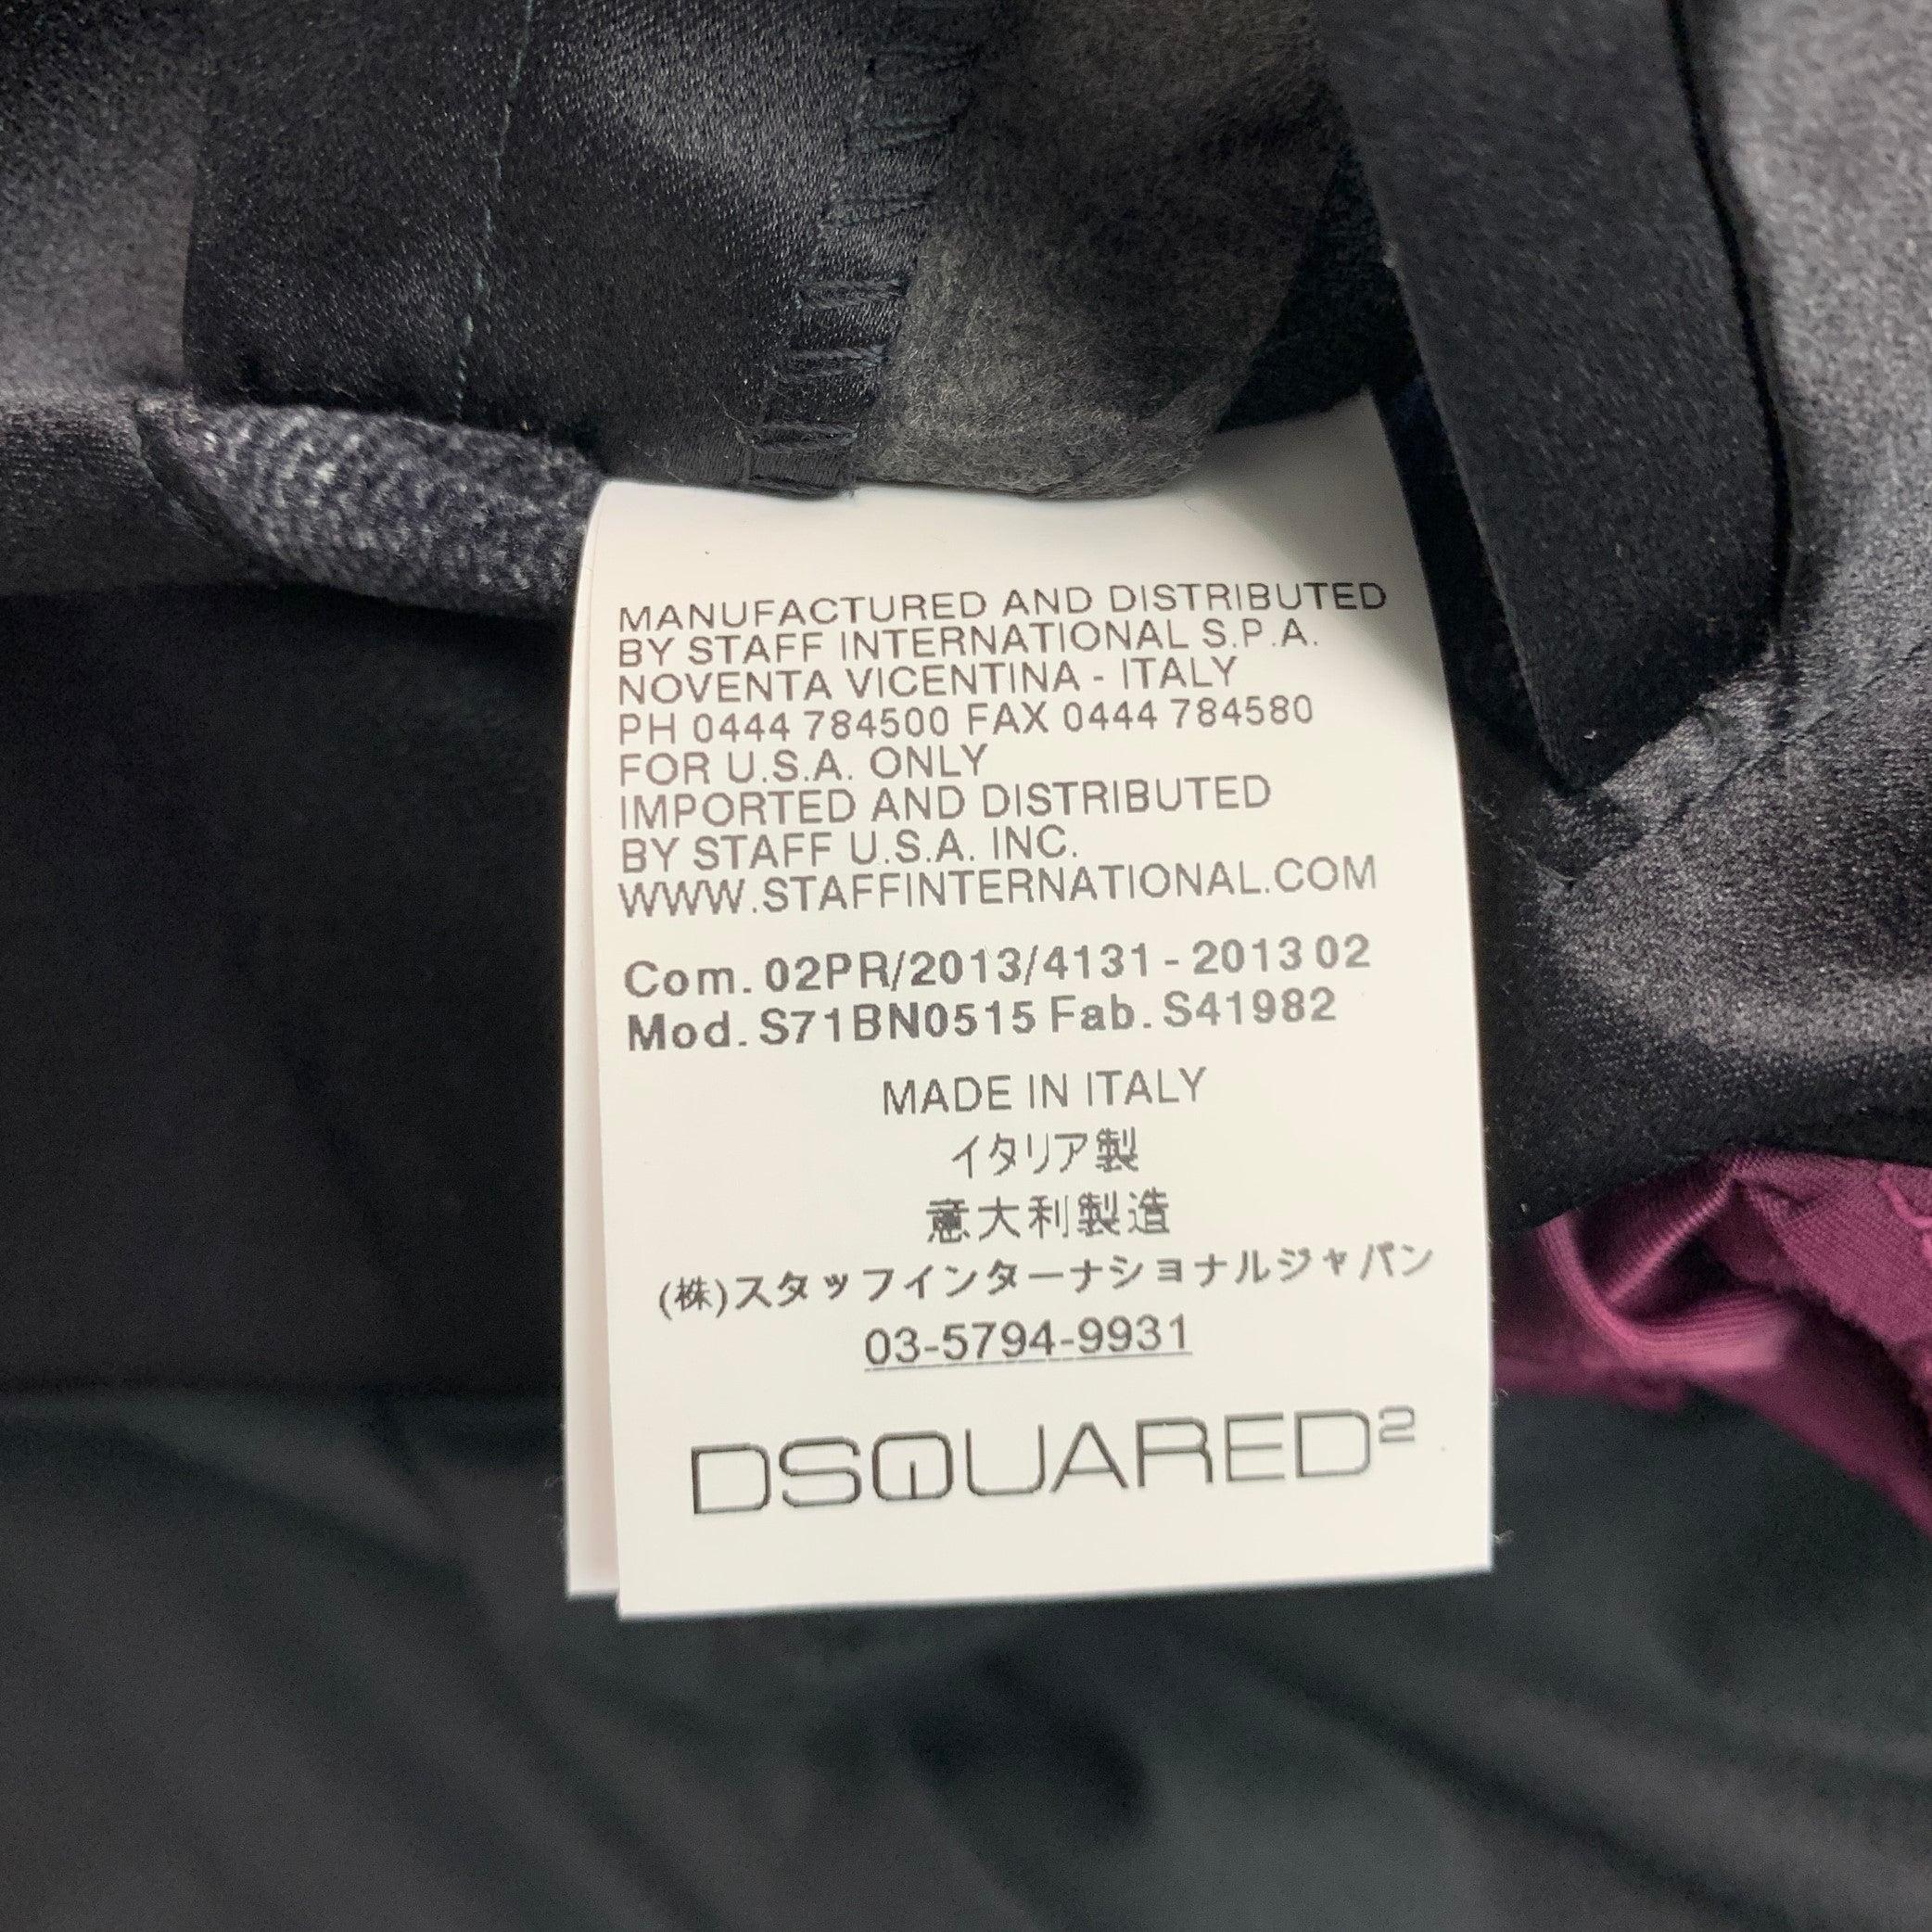 MANUFACTURED AND DISTRIBUTED
BY STAFF INTERNATIONAL S.P.A.
NOVENTA VICENTINA - ITALY
PH 0444 784500 FAX 0444 784580
FOR U.S.A. ONLY
IMPORTED AND DISTRIBUTED
BY STAFF U.S.A. INC.
WWW.STAFFINTERNATIONAL.COM
Com. 02PR/2013/4131 - 2013 02
Mod. S71BN0515 Fab. S41982
MADE IN ITALY
イタリア製
意大利製造
(株)スタッフインターナショナルジャパン
03-5794-9931
DSQUARED²